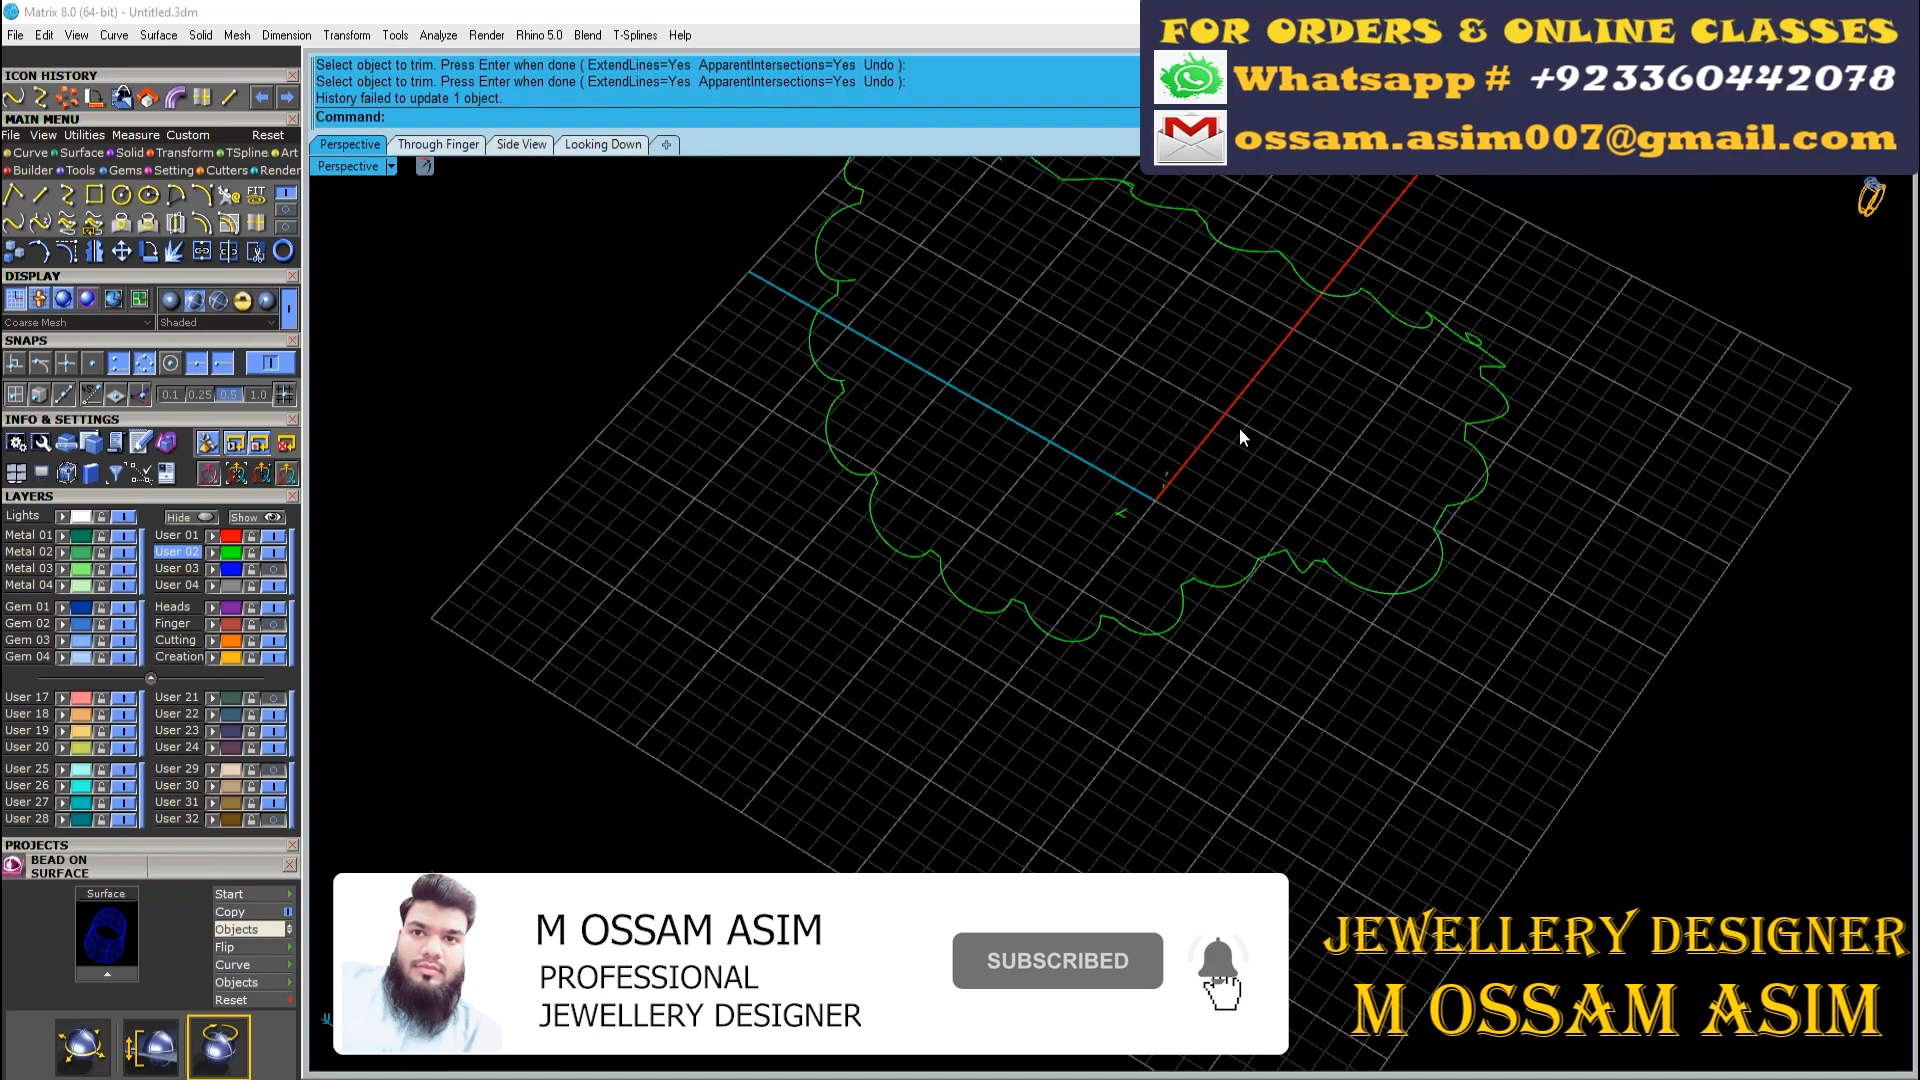 Matrix 8.0 (64-bit) - Untitled.3dm
File Edit View Curve Surface Solid Mesh Dimension Transform Tools Analyze Render Rhino 5.0 Blend T-Splines Help
FOR ORDERS & ONLINE CLASSES
Whatsapp # +923360442078
ossam.asim007@gmail.com
ICON HISTORY
Select object to trim. Press Enter when done ( ExtendLines=Yes ApparentIntersections=Yes Undo ):
Select object to trim. Press Enter when done ( ExtendLines=Yes ApparentIntersections=Yes Undo ):
History failed to update 1 object.
Command:
MAIN MENU
File View Utilities Measure Custom Reset
Curve Surface Solid Transform TSpline Art
Builder Tools Gems Setting Cutters Render
Perspective Through Finger Side View Looking Down
Perspective
FIT
DISPLAY
Coarse Mesh Shaded
SNAPS
0.1 0.25 0.5 1.0
INFO & SETTINGS
LAYERS
Lights Hide Show
Metal 01 User 01
Metal 02 User 02
Metal 03 User 03
Metal 04 User 04
Gem 01 Heads
Gem 02 Finger
Gem 03 Cutting
Gem 04 Creation
User 17 User 21
User 18 User 22
User 19 User 23
User 20 User 24
User 25 User 29
User 26 User 30
User 27 User 31
User 28 User 32
PROJECTS
BEAD ON
SURFACE
Surface
Start
Copy
Objects
Flip
Curve
Objects
Reset
M OSSAM ASIM
PROFESSIONAL
JEWELLERY DESIGNER
SUBSCRIBED
JEWELLERY DESIGNER
M OSSAM ASIM